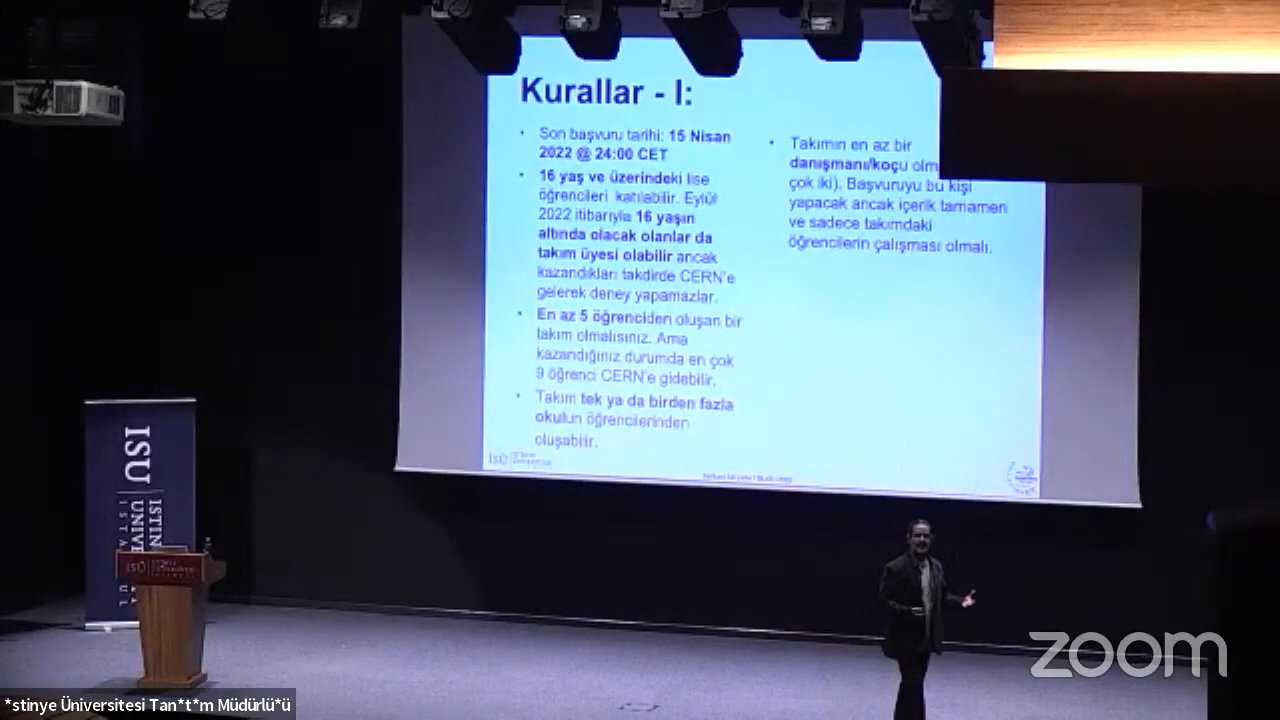 Kurallar - I:
• Son başvuru tarihi: 15 Nisan
2022 @ 24:00 CET
• 16 yaş ve üzerindeki lise
öğrencileri katılabilir. Eylül
2022 itibarıyla 16 yaşın
altında olacak olanlar da
takım üyesi olabilir ancak
kazandıkları takdirde CERN'e
gelerek deney yapamazlar.
• En az 5 öğrenciden oluşan bir
takım olmalısınız. Ama
kazandığınız durumda en çok
9 öğrenci CERN'e gidebilir.
• Takım tek ya da birden fazla
okulun öğrencilerinden
oluşabilir.
• Takımın en az bir
danışmanı/koçu olm
çok iki). Başvuruyu bu kişi
yapacak ancak içerik tamamen
ve sadece takımdaki
öğrencilerin çalışması olmalı.
ISU
ISTIN
UNIVE
ISU
zoom
*stinye Üniversitesi Tan*t*m Müdürlü*ü